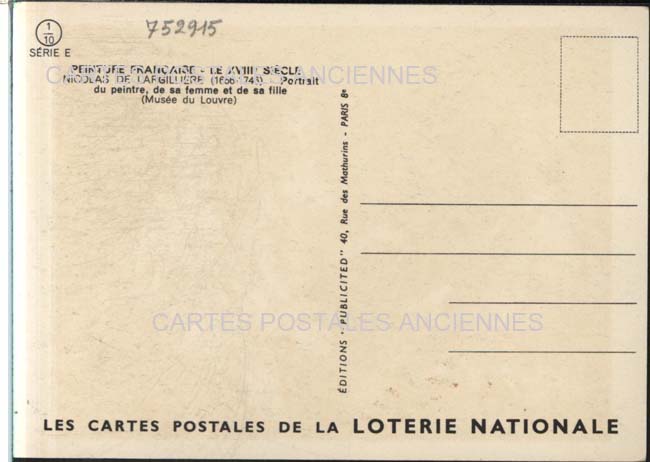 752915
1
10
SÉRIE E
PEINTURE FRANÇAISE - LE XVIIIe SIÈCLE
NICOLAS DE LARGILLIÈRE (1656-1746) Portrait
du peintre, de sa femme et de sa fille
(Musée du Louvre)
CARTES POSTALES ANCIENNES
ÉDITIONS "PUBLICITED" 40, Rue des Mathurins - PARIS 8e
CARTES POSTALES ANCIENNES
LES CARTES POSTALES DE LA LOTERIE NATIONALE